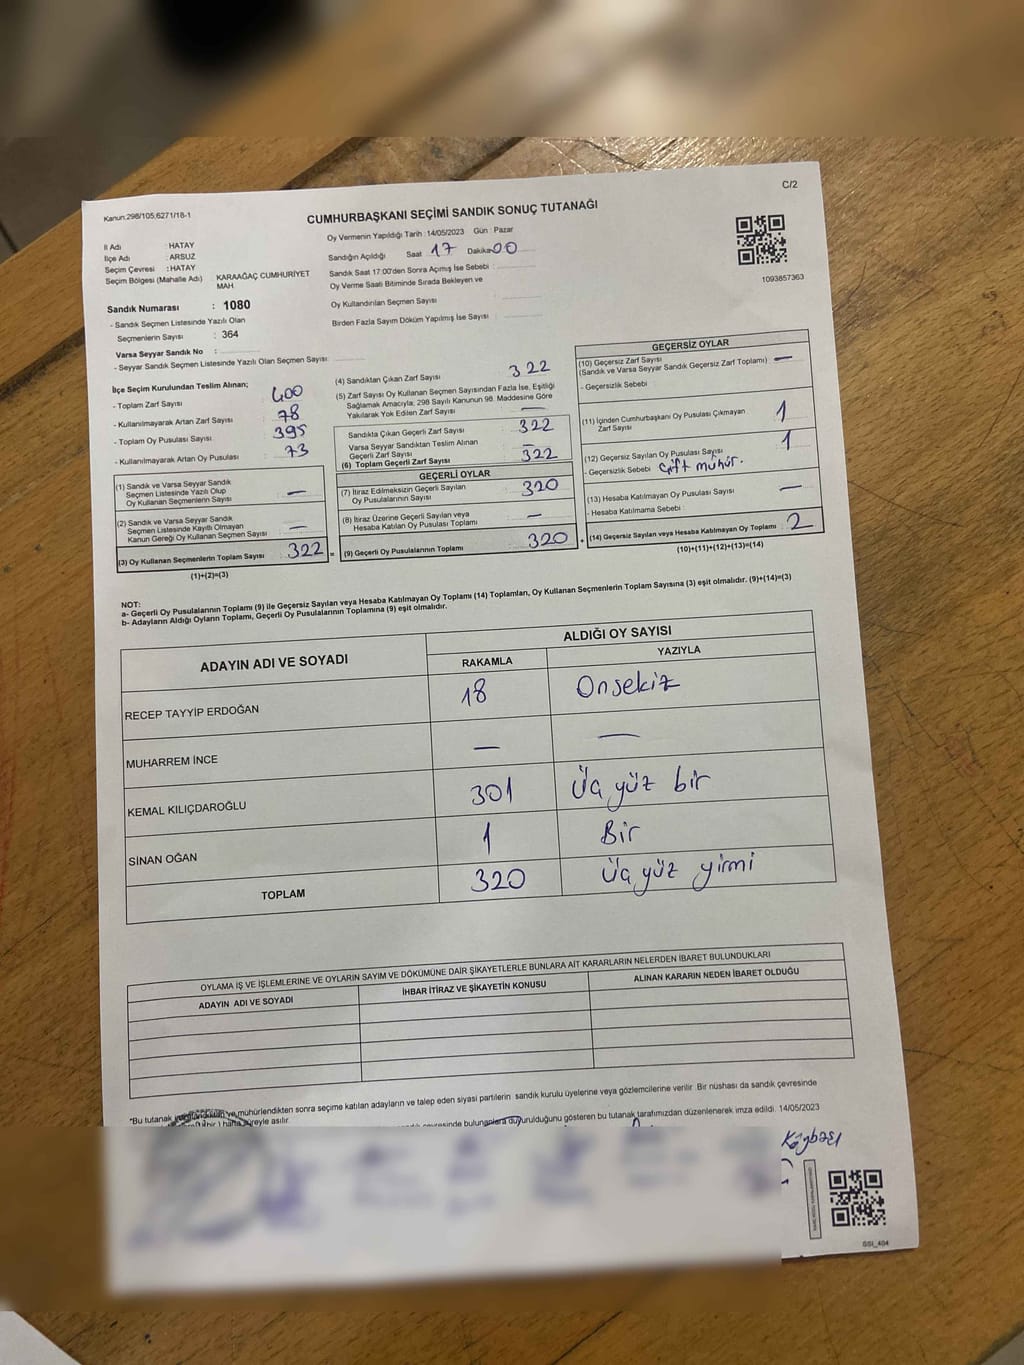 C/2
Kanun:298/105,6271/18-1
CUMHURBAŞKANI SEÇİMİ SANDIK SONUÇ TUTANAĞI
İl Adı : HATAY
İlçe Adı : ARSUZ
Seçim Çevresi : HATAY
Seçim Bölgesi (Mahalle Adı) : KARAAĞAÇ CUMHURİYET MAH.
Sandık Numarası : 1080
- Sandık Seçmen Listesinde Yazılı Olan
Seçmenlerin Sayısı : 364
Varsa Seyyar Sandık No :
- Seyyar Sandık Seçmen Listesinde Yazılı Olan Seçmen Sayısı:
Oy Vermenin Yapıldığı Tarih :14/05/2023 Gün : Pazar
Sandığın Açıldığı Saat 17 Dakika 00
Sandık Saat 17:00'den Sonra Açılmış İse Sebebi :
Oy Verme Saati Bitiminde Sırada Bekleyen ve
Oy Kullandırılan Seçmen Sayısı :
Birden Fazla Sayım Döküm Yapılmış İse Sayısı :
1093857363
İlçe Seçim Kurulundan Teslim Alınan;
- Toplam Zarf Sayısı : 400
- Kullanılmayarak Artan Zarf Sayısı : 78
- Toplam Oy Pusulası Sayısı : 395
- Kullanılmayarak Artan Oy Pusulası : 73
(1) Sandık ve Varsa Seyyar Sandık
Seçmen Listesinde Yazılı Olup
Oy Kullanan Seçmenlerin Sayısı : —
(2) Sandık ve Varsa Seyyar Sandık
Seçmen Listesinde Kayıtlı Olmayan
Kanun Gereği Oy Kullanan Seçmen Sayısı : —
(3) Oy Kullanan Seçmenlerin Toplam Sayısı : 322 =
(1)+(2)=(3)
(4) Sandıktan Çıkan Zarf Sayısı : 322
(5) Zarf Sayısı Oy Kullanan Seçmen Sayısından Fazla İse, Eşitliği
Sağlamak Amacıyla, 298 Sayılı Kanunun 98. Maddesine Göre
Yakılarak Yok Edilen Zarf Sayısı : —
Sandıkta Çıkan Geçerli Zarf Sayısı : 322
Varsa Seyyar Sandıktan Teslim Alınan
Geçerli Zarf Sayısı : —
(6) Toplam Geçerli Zarf Sayısı : 322
GEÇERLİ OYLAR
(7) İtiraz Edilmeksizin Geçerli Sayılan
Oy Pusulalarının Sayısı : 320
(8) İtiraz Üzerine Geçerli Sayılan veya
Hesaba Katılan Oy Pusulası Toplamı : —
(9) Geçerli Oy Pusulalarının Toplamı : 320 +
GEÇERSİZ OYLAR
(10) Geçersiz Zarf Sayısı : —
(Sandık ve Varsa Seyyar Sandık Geçersiz Zarf Toplamı)
- Geçersizlik Sebebi
(11) İçinden Cumhurbaşkanı Oy Pusulası Çıkmayan
Zarf Sayısı : 1
(12) Geçersiz Sayılan Oy Pusulası Sayısı : 1
- Geçersizlik Sebebi Çift mühür.
(13) Hesaba Katılmayan Oy Pusulası Sayısı : —
- Hesaba Katılmama Sebebi :
(14) Geçersiz Sayılan veya Hesaba Katılmayan Oy Toplamı : 2
(10)+(11)+(12)+(13)=(14)
NOT:
a- Geçerli Oy Pusulalarının Toplamı (9) ile Geçersiz Sayılan veya Hesaba Katılmayan Oy Toplamı (14) Toplamları, Oy Kullanan Seçmenlerin Toplam Sayısına (3) eşit olmalıdır. (9)+(14)=(3)
b- Adayların Aldığı Oyların Toplamı, Geçerli Oy Pusulalarının Toplamına (9) eşit olmalıdır.
ADAYIN ADI VE SOYADI ALDIĞI OY SAYISI
RAKAMLA YAZIYLA
RECEP TAYYİP ERDOĞAN 18 Onsekiz
MUHARREM İNCE — —
KEMAL KILIÇDAROĞLU 301 Üç yüz bir
SİNAN OĞAN 1 Bir
TOPLAM 320 Üç yüz yirmi
OYLAMA İŞ VE İŞLEMLERİNE VE OYLARIN SAYIM VE DÖKÜMÜNE DAİR ŞİKAYETLERLE BUNLARA AİT KARARLARIN NELERDEN İBARET BULUNDUKLARI
ADAYIN ADI VE SOYADI İHBAR İTİRAZ VE ŞİKAYETİN KONUSU ALINAN KARARIN NEDEN İBARET OLDUĞU
*Bu tutanak ve mühürlendikten sonra seçime katılan adayların ve talep eden siyasi partilerin sandık kurulu üyelerine veya gözlemcilerine verilir. Bir nüshası da sandık çevresinde
hafta süreyle asılır.
çevresinde bulunanlara duyurulduğunu gösteren bu tutanak tarafımızdan düzenlenerek imza edildi. 14/05/2023
GSI_404